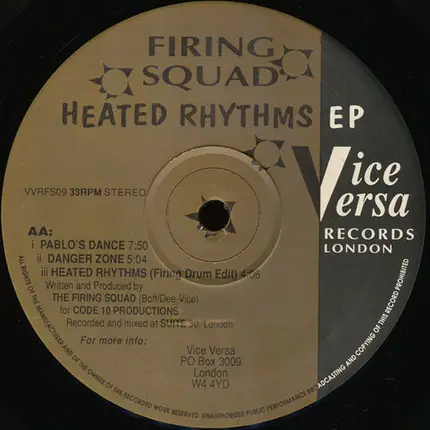 FIRING
SQUAD
HEATED RHYTHMS EP
Vice
Versa
RECORDS
LONDON
VVRFS09 33RPM STEREO
AA:
i PABLO'S DANCE 7:50
ii. DANGER ZONE 5:04
iii HEATED RHYTHMS (Firing Drum Edit) 4:06
Written and Produced by
THE FIRING SQUAD (Boff/Dee-Vice)
for CODE 10 PRODUCTIONS
Recorded and mixed at SUITE 30. London
For more info:
Vice Versa
PO Box 3009
London
W4 4YD
ALL RIGHTS OF THE MANUFACTURER AND OF THE OWNER OF THE RECORDED WORK RESERVED. UNAUTHORISED PUBLIC PERFORMANCE BROADCASTING AND COPYING OF THIS RECORD PROHIBITED